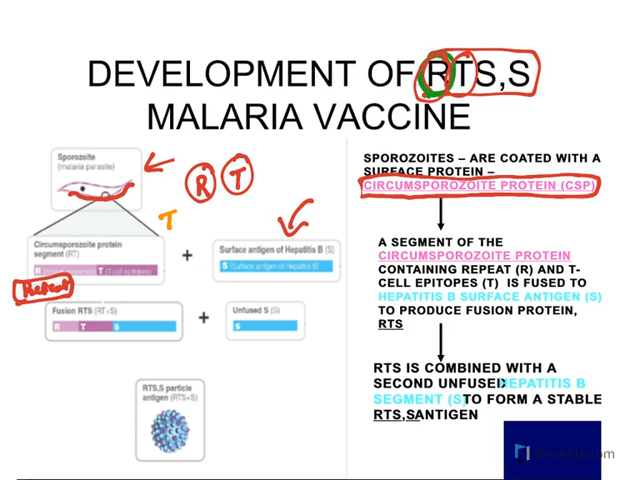 DEVELOPMENT OF RTS,S
MALARIA VACCINE
Sporozoite
(malaria parasite)
R T
T
Circumsporozoite protein
segment (RT)
R T (T cell epitopes)
+
Surface antigen of Hepatitis B (S)
S (Surface antigen of Hepatitis B)
Repeat
Fusion RTS (RT+S)
R T S
+
Unfused S (S)
S
RTS,S particle
antigen (RTS+S)
SPOROZOITES – ARE COATED WITH A
SURFACE PROTEIN –
CIRCUMSPOROZOITE PROTEIN (CSP)
A SEGMENT OF THE
CIRCUMSPOROZOITE PROTEIN
CONTAINING REPEAT (R) AND T-
CELL EPITOPES (T) IS FUSED TO
HEPATITIS B SURFACE ANTIGEN (S)
TO PRODUCE FUSION PROTEIN,
RTS
RTS IS COMBINED WITH A
SECOND UNFUSED HEPATITIS B
SEGMENT (S) TO FORM A STABLE
RTS,S ANTIGEN
ShowMe.com